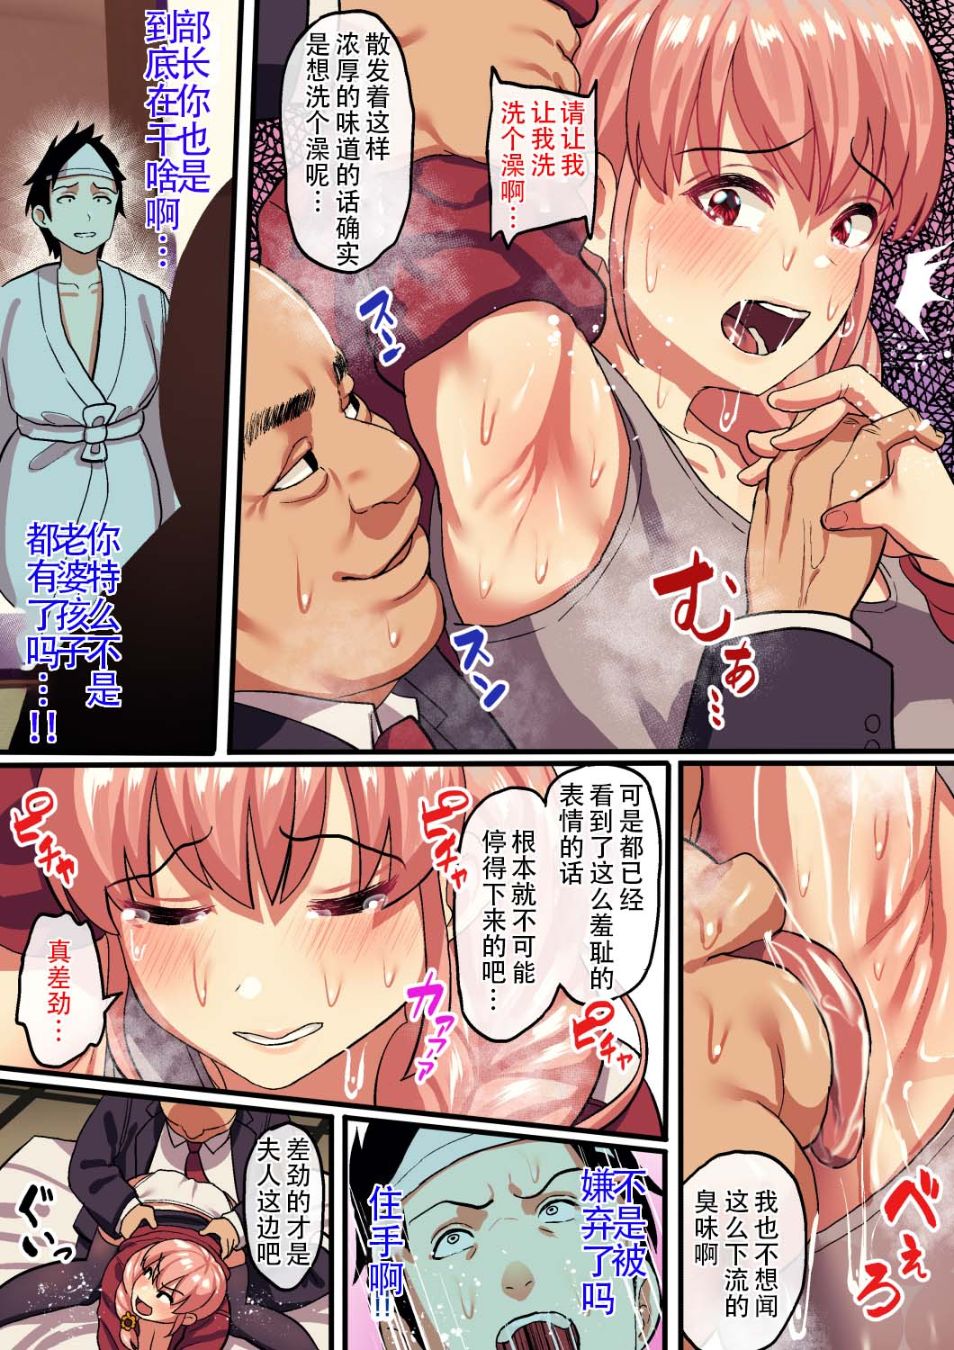 请让我
让我洗
洗个澡啊…
散发着这样
浓厚的味道的话确实
是想洗个澡呢…
スン
スン
むぁ…
部长你也是
到底在干啥啊…
你特么不是
老婆孩子
都有了吗…!!
可是都已经
看到了这么羞耻的
表情的话
根本就不可能
停得下来的吧…
ピチャ
ピチャ
ピチャ
カァァァ
真差劲…
我也不想闻
这么下流的
臭味啊
べぇろ
不是被
嫌弃了吗
住手啊!!
差劲的才是
夫人这边吧
ぐいっ